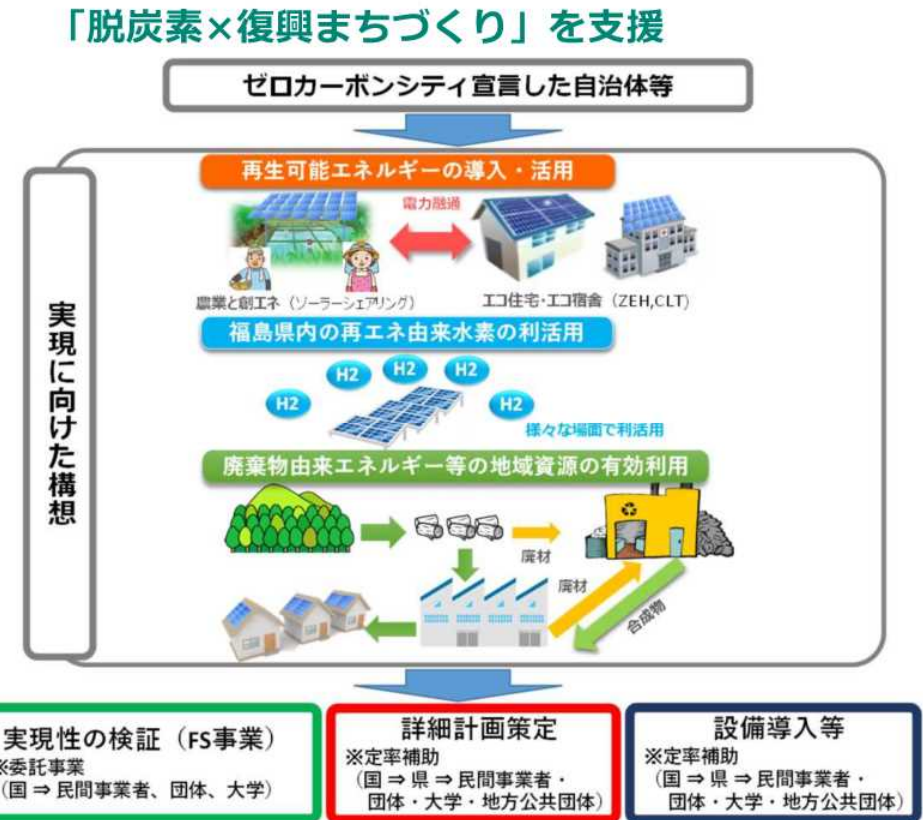 「脱炭素×復興まちづくり」を支援
ゼロカーボンシティ宣言した自治体等
実現に向けた構想
再生可能エネルギーの導入・活用
電力融通
農業と創エネ（ソーラーシェアリング）
エコ住宅・エコ宿舎（ZEH,CLT)
福島県内の再エネ由来水素の利活用
H2
H2
H2
H2
H2
様々な場面で利活用
廃棄物由来エネルギー等の地域資源の有効利用
廃材
廃材
合成物
実現性の検証（FS事業）
※委託事業
（国 ⇒ 民間事業者、団体、大学）
詳細計画策定
※定率補助
（国 ⇒ 県 ⇒ 民間事業者・
団体・大学・地方公共団体）
設備導入等
※定率補助
（国 ⇒ 県 ⇒ 民間事業者・
団体・大学・地方公共団体）